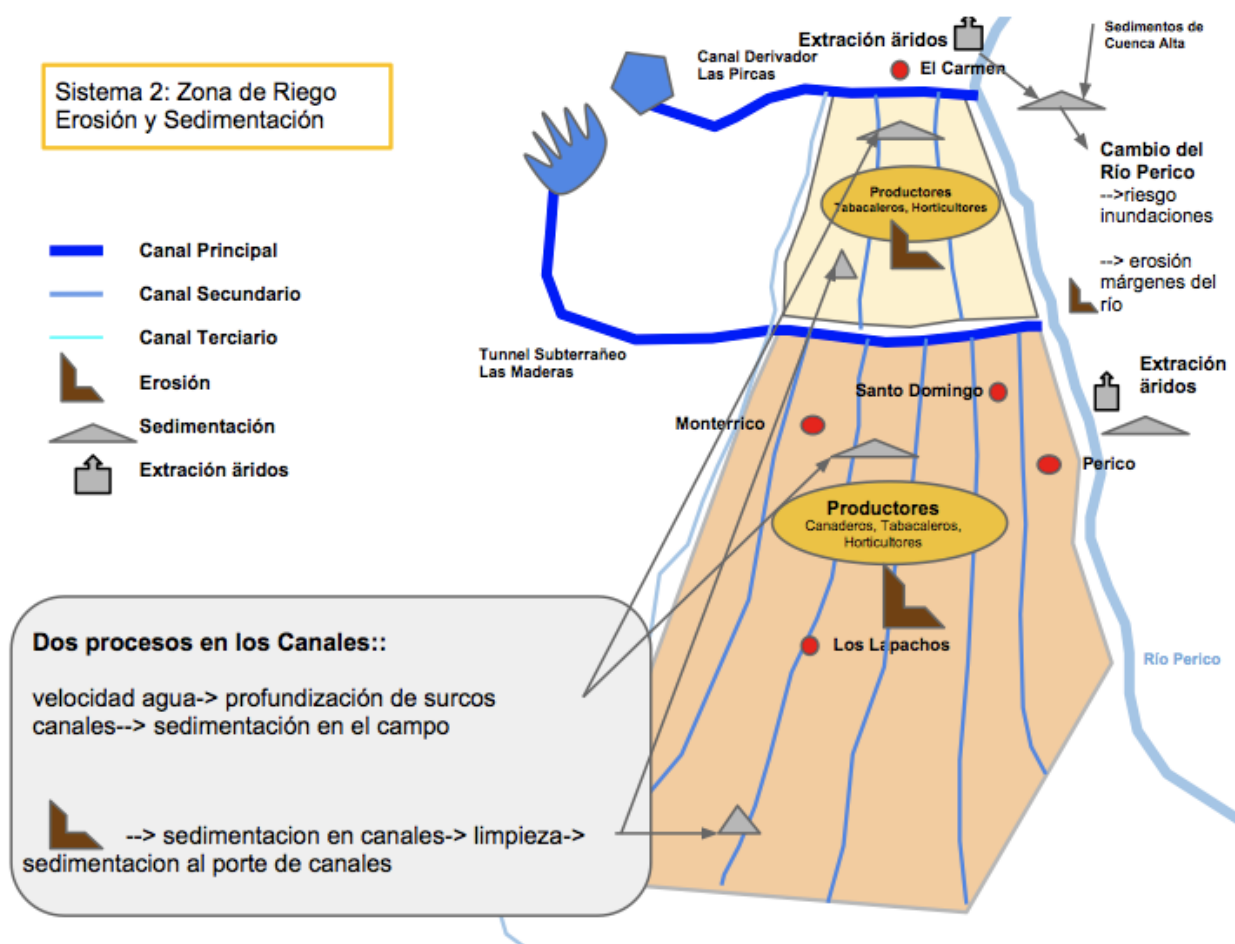 Sistema 2: Zona de Riego
Erosión y Sedimentación
Canal Derivador
Las Pircas
Extración äridos
El Carmen
Sedimentos de
Cuenca Alta
Cambio del
Río Perico
-->riesgo
inundaciones
--> erosión
márgenes del
río
Productores
Tabacaleros, Horticultores
Canal Principal
Canal Secundario
Canal Terciario
Erosión
Sedimentación
Extración äridos
Tunnel Subterrañeo
Las Maderas
Extración
äridos
Santo Domingo
Monterrico
Perico
Productores
Canaderos, Tabacaleros,
Horticultores
Los Lapachos
Río Perico
Dos procesos en los Canales::
velocidad agua-> profundización de surcos
canales--> sedimentación en el campo
--> sedimentacion en canales-> limpieza->
sedimentacion al porte de canales